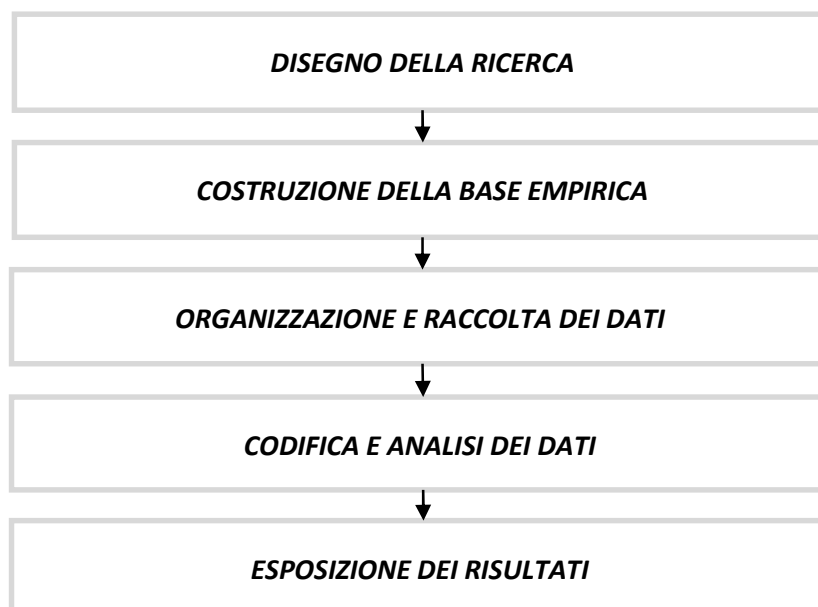 DISEGNO DELLA RICERCA
COSTRUZIONE DELLA BASE EMPIRICA
ORGANIZZAZIONE E RACCOLTA DEI DATI
CODIFICA E ANALISI DEI DATI
ESPOSIZIONE DEI RISULTATI